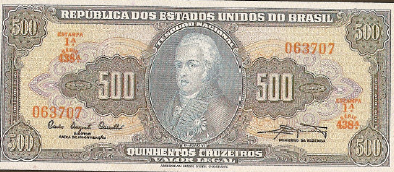 REPÚBLICA DOS ESTADOS UNIDOS DO BRASIL
500
500
TESOURO NACIONAL
ESTAMPA
1ª
063707
500
500
063707
ESTAMPA
1ª
QUINHENTOS CRUZEIROS
VALOR LEGAL
500
500